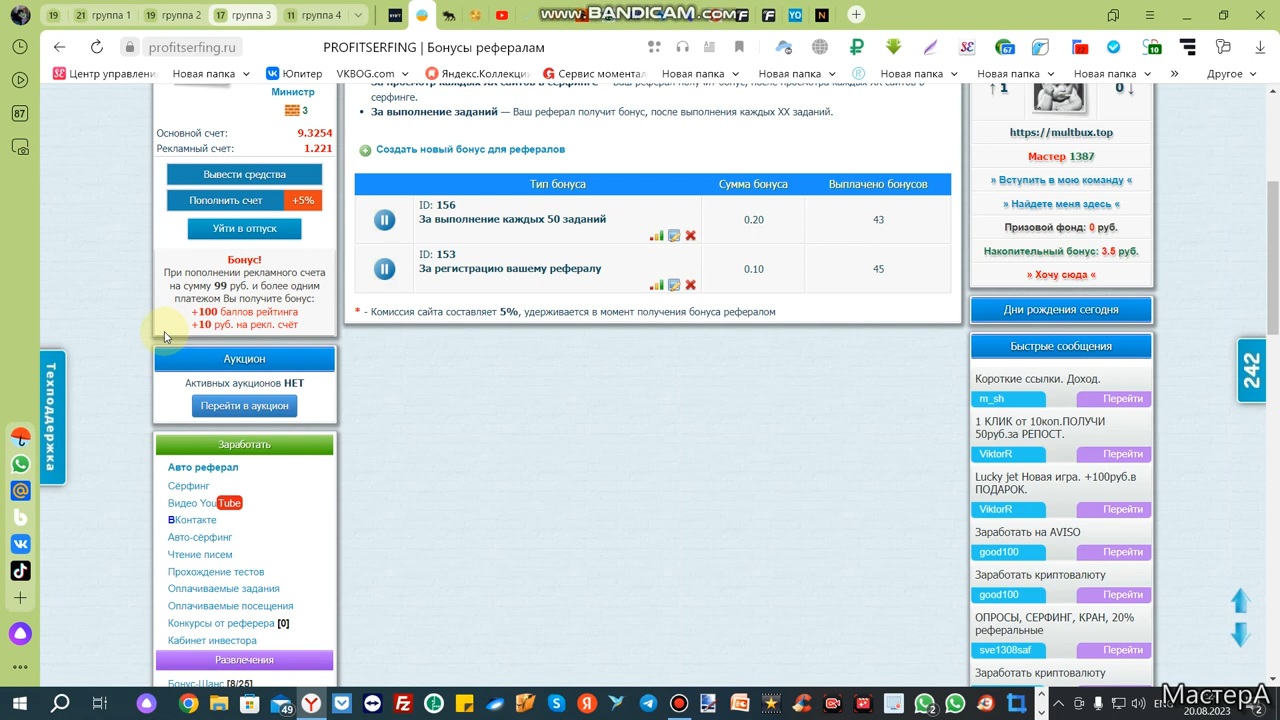 19
21
группа 1
27
группа 2
9
группа 3
17
группа 4
WWW.BANDICAM.COM
profitserfing.ru
PROFITSERFING | Бонусы рефералам
Новая папка
VK Юпитер
VKBOG.com
Яндекс.Коллекци
Сервис момental
Новая папка
Новая папка
Новая папка
Новая папка
Новая папка
Другое
Министр
3
Основной счет: 9.3254
Рекламный счет: 1.221
Вывести средства
Пополнить счет +5%
Уйти в отпуск
Бонус!
При пополнении рекламного счета
на сумму 99 руб. и более одним
платежом Вы получите бонус:
+100 баллов рейтинга
+10 руб. на рекл. счёт
Аукцион
Активных аукционов НЕТ
Перейти в аукцион
Заработать
Авто реферал
Сёрфинг
Видео YouTube
ВКонтакте
Авто-сёрфинг
Чтение писем
Прохождение тестов
Оплачиваемые задания
Оплачиваемые посещения
Конкурсы от реферера [0]
Кабинет инвестора
Развлечения
Бонус-Шанс [8/25]
серфинге.
• За выполнение заданий — Ваш реферал получит бонус, после выполнения каждых XX заданий.
Создать новый бонус для рефералов
Тип бонуса Сумма бонуса Выплачено бонусов
ID: 156
За выполнение каждых 50 заданий 0.20 43
ID: 153
За регистрацию вашему рефералу 0.10 45
* - Комиссия сайта составляет 5%, удерживается в момент получения бонуса рефералом
↑1 0↓
https://multbux.top
Мастер 1387
» Вступить в мою команду «
» Найдете меня здесь «
Призовой фонд: 0 руб.
Накопительный бонус: 3.5 руб.
» Хочу сюда «
Дни рождения сегодня
Быстрые сообщения
Короткие ссылки. Доход.
m_sh Перейти
1 КЛИК от 10коп.ПОЛУЧИ
50руб.за РЕПОСТ.
ViktorR Перейти
Lucky jet Новая игра. +100руб.в
ПОДАРОК.
ViktorR Перейти
Заработать на AVISO
good100 Перейти
Заработать криптовалюту
good100 Перейти
ОПРОСЫ, СЕРФИНГ, КРАН, 20%
реферальные
sve1308saf Перейти
Заработать криптовалюту
Техподдержка
242
87
49
ENG
20.08.2023
МастерА